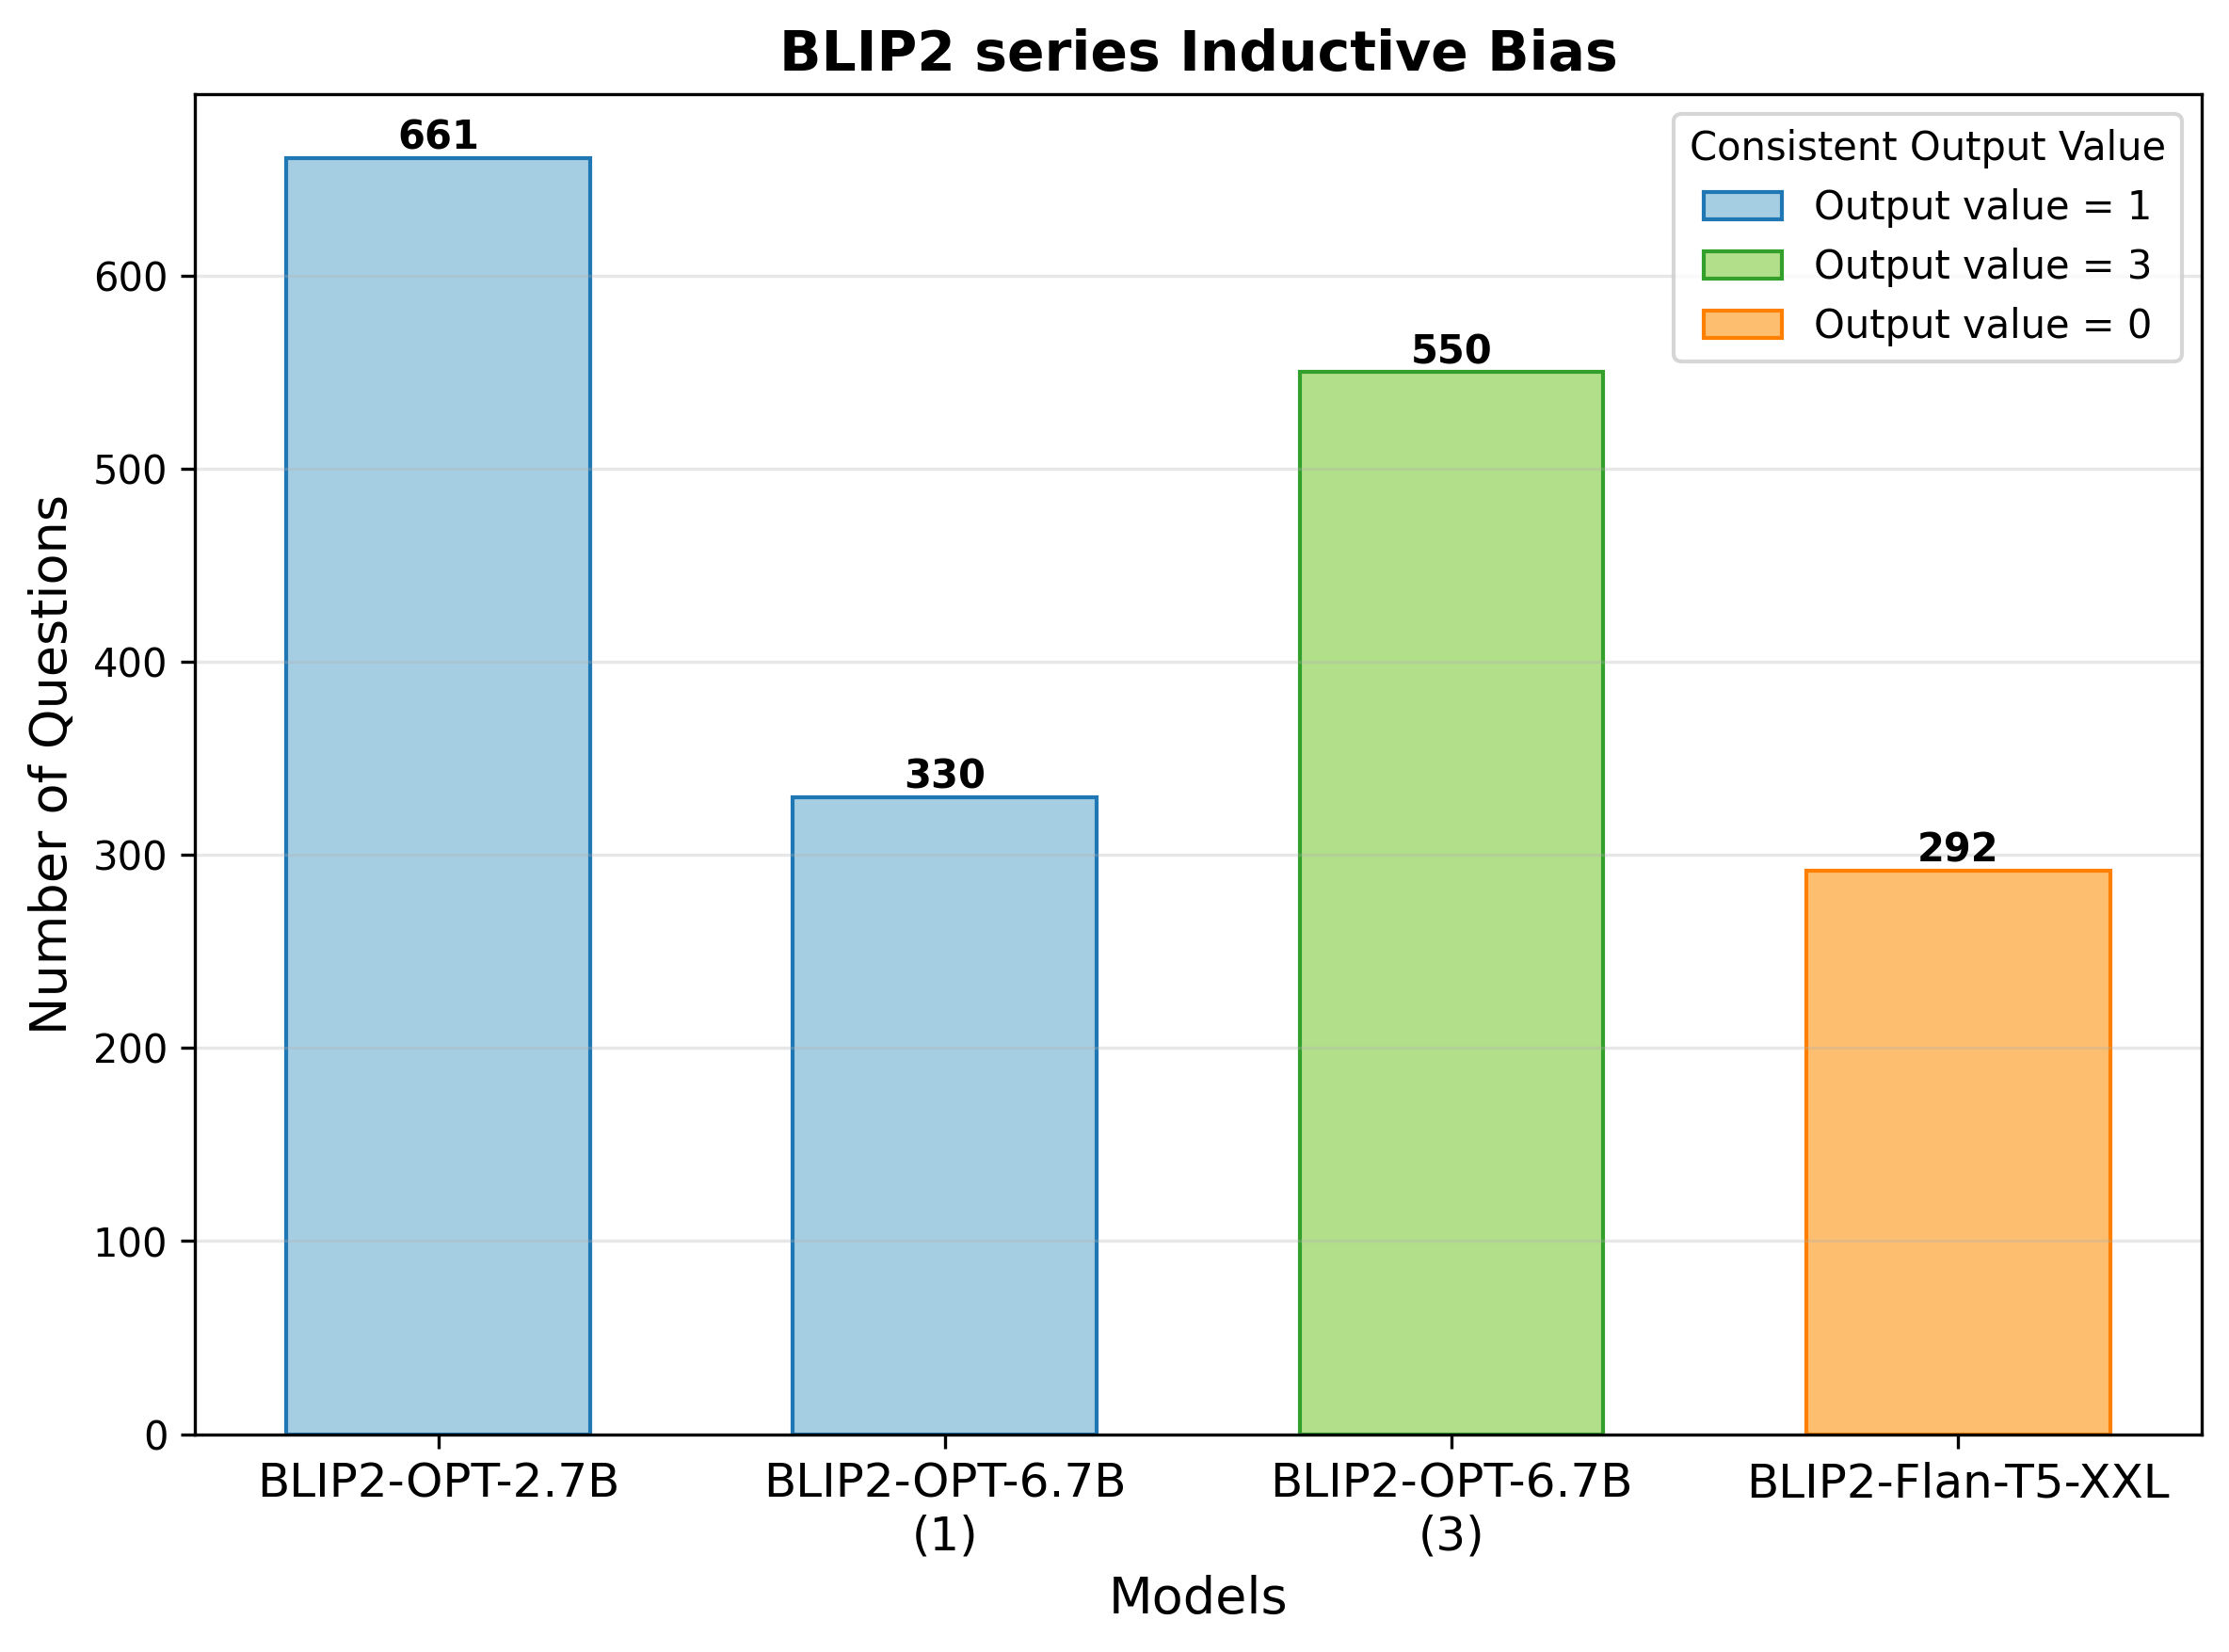 BLIP2 series Inductive Bias
Consistent Output Value
Output value = 1
Output value = 3
Output value = 0
661
330
550
292
Number of Questions
600
500
400
300
200
100
0
BLIP2-OPT-2.7B
BLIP2-OPT-6.7B
(1)
BLIP2-OPT-6.7B
(3)
BLIP2-Flan-T5-XXL
Models